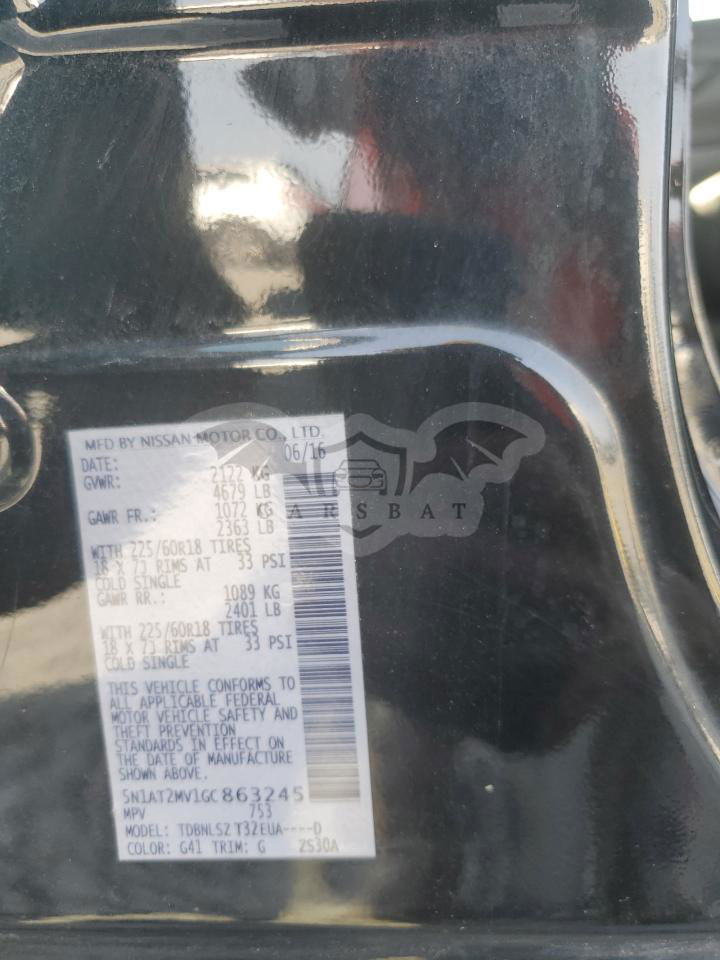 MFD BY NISSAN MOTOR CO., LTD.
DATE: 06/16
GVWR: 2122 KG
4679 LB
GAWR FR.: 1072 KG
2363 LB
WITH 225/60R18 TIRES
18 X 7J RIMS AT 33 PSI
COLD SINGLE
GAWR RR.: 1089 KG
2401 LB
WITH 225/60R18 TIRES
18 X 7J RIMS AT 33 PSI
COLD SINGLE
THIS VEHICLE CONFORMS TO
ALL APPLICABLE FEDERAL
MOTOR VEHICLE SAFETY AND
THEFT PREVENTION
STANDARDS IN EFFECT ON
THE DATE OF MANUFACTURE
SHOWN ABOVE.
5N1AT2MV1GC863245
MPV 753
MODEL: TDBNLSZ T32EUA----D
COLOR: G41 TRIM: G 2S30A
CARSBAT